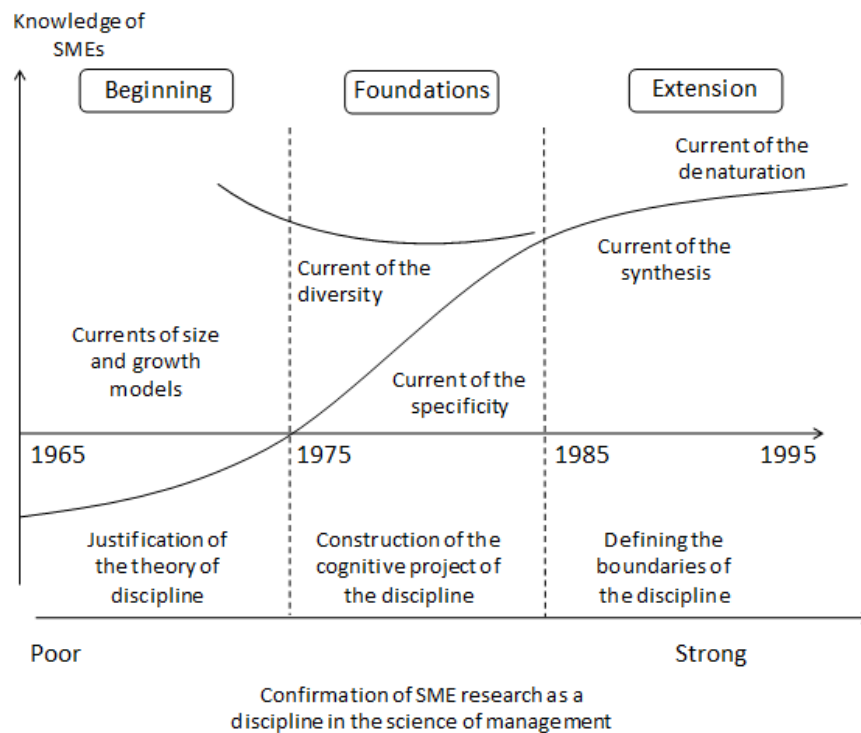 Knowledge of
SMEs
Beginning
Foundations
Extension
Current of the
denaturation
Current of the
diversity
Current of the
synthesis
Currents of size
and growth
models
Current of the
specificity
1965
1975
1985
1995
Justification of
the theory of
discipline
Construction of the
cognitive project of
the discipline
Defining the
boundaries of
the discipline
Poor
Strong
Confirmation of SME research as a
discipline in the science of management